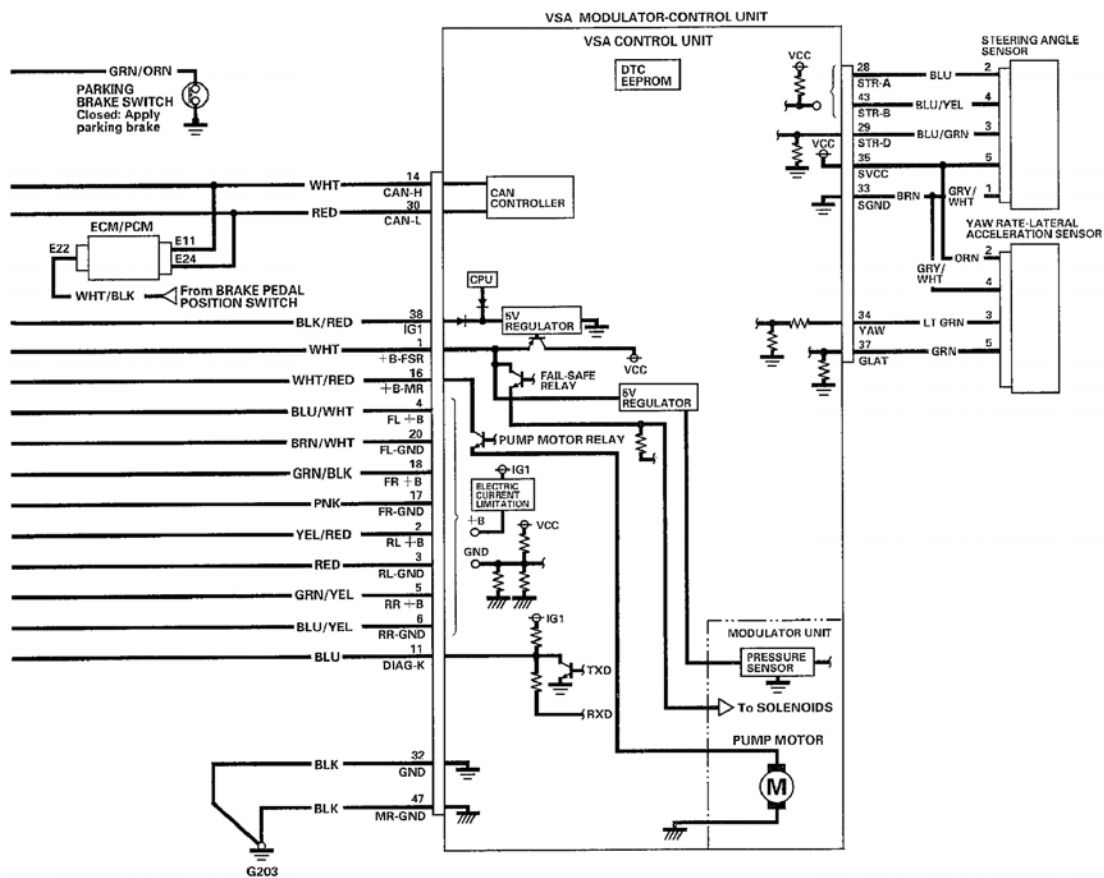 VSA MODULATOR-CONTROL UNIT
VSA CONTROL UNIT
DTC
EEPROM
GRN/ORN
PARKING
BRAKE SWITCH
Closed: Apply
parking brake
WHT
14
CAN-H
RED
30
CAN-L
CAN
CONTROLLER
ECM/PCM
E22
E11
E24
WHT/BLK
From BRAKE PEDAL
POSITION SWITCH
CPU
BLK/RED
38
IG1
5V
REGULATOR
WHT
1
+B-FSR
VCC
WHT/RED
16
+B-MR
FAIL-SAFE
RELAY
5V
REGULATOR
BLU/WHT
4
FL +B
BRN/WHT
20
FL-GND
PUMP MOTOR RELAY
GRN/BLK
18
FR +B
IG1
ELECTRIC
CURRENT
LIMITATION
PNK
17
FR-GND
+B
VCC
YEL/RED
2
RL +B
GND
RED
3
RL-GND
GRN/YEL
5
RR +B
BLU/YEL
6
RR-GND
IG1
BLU
11
DIAG-K
TXD
RXD
BLK
32
GND
BLK
47
MR-GND
G203
MODULATOR UNIT
PRESSURE
SENSOR
To SOLENOIDS
PUMP MOTOR
M
STEERING ANGLE
SENSOR
VCC
28
STR-A
BLU
2
43
STR-B
BLU/YEL
4
29
STR-D
BLU/GRN
3
VCC
35
SVCC
5
33
SGND
BRN
GRY/
WHT
1
YAW RATE-LATERAL
ACCELERATION SENSOR
ORN
2
GRY/
WHT
4
34
YAW
LT GRN
3
37
GLAT
GRN
5